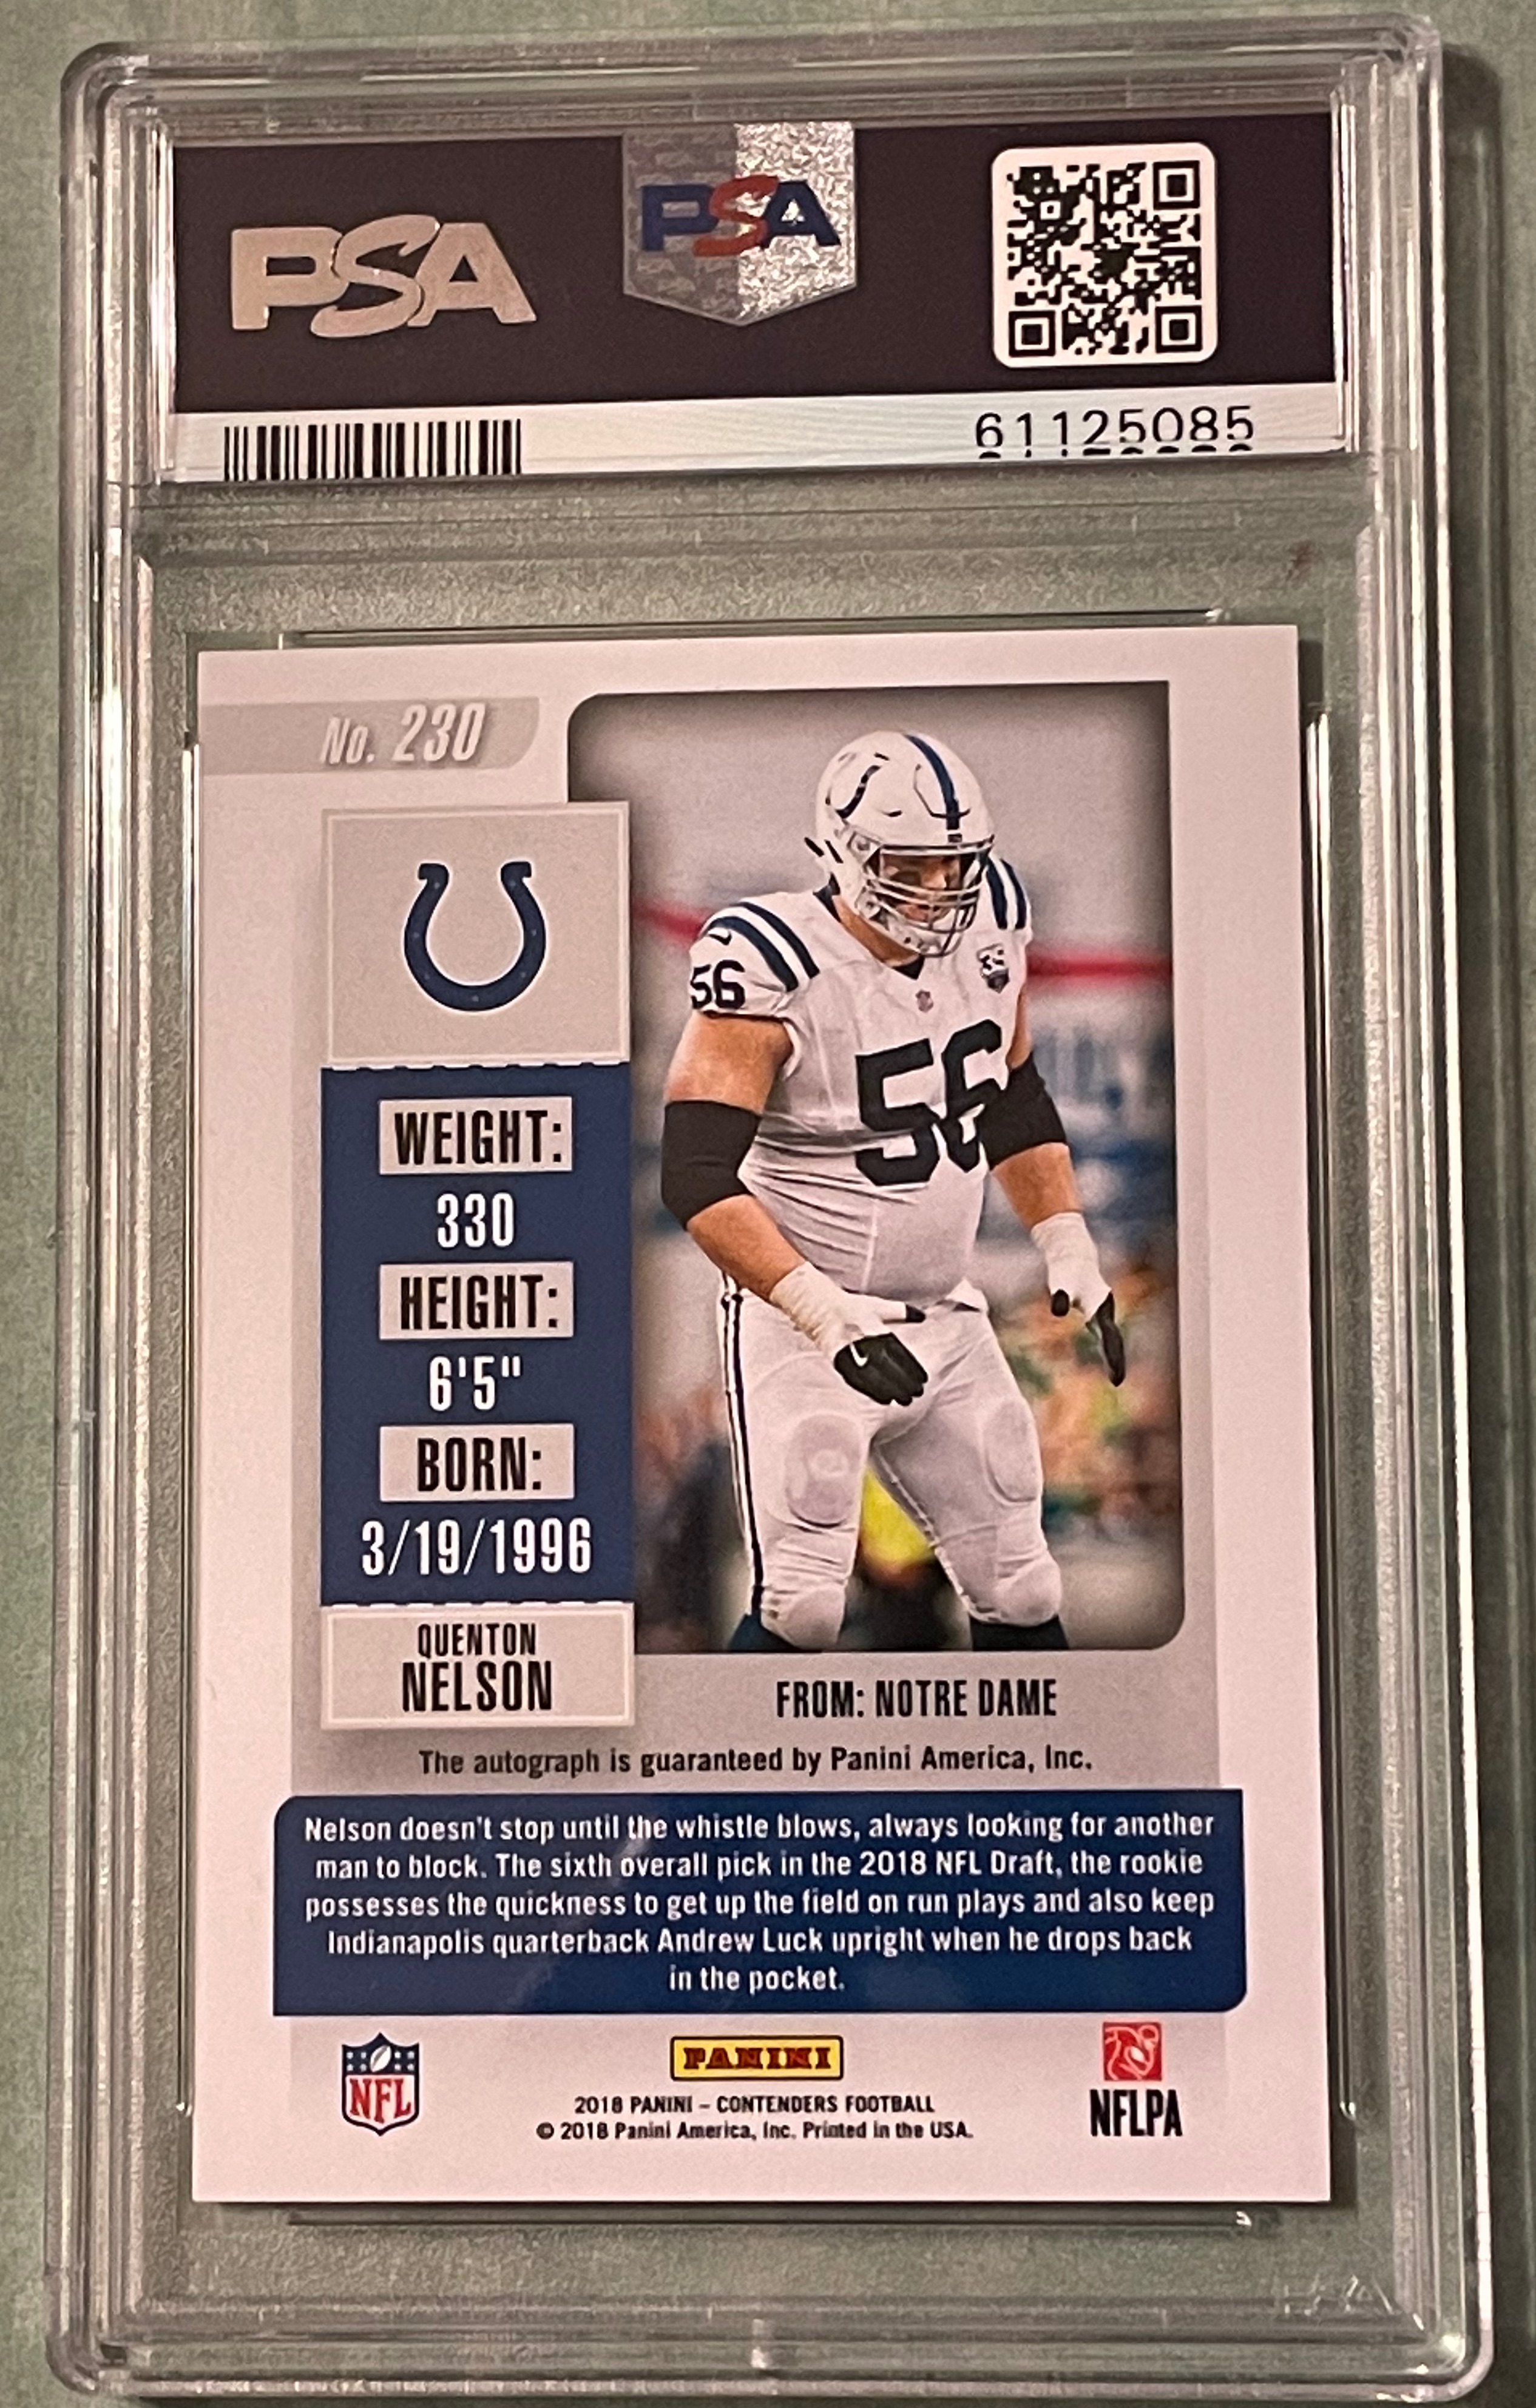 PSA
PSA
61125085
No. 230
56
56
WEIGHT:
330
HEIGHT:
6'5"
BORN:
3/19/1996
QUENTON
NELSON
FROM: NOTRE DAME
The autograph is guaranteed by Panini America, Inc.
Nelson doesn't stop until the whistle blows, always looking for another
man to block. The sixth overall pick in the 2018 NFL Draft, the rookie
possesses the quickness to get up the field on run plays and also keep
Indianapolis quarterback Andrew Luck upright when he drops back
in the pocket.
NFL
PANINI
2018 PANINI – CONTENDERS FOOTBALL
© 2018 Panini America, Inc. Printed in the USA.
NFLPA